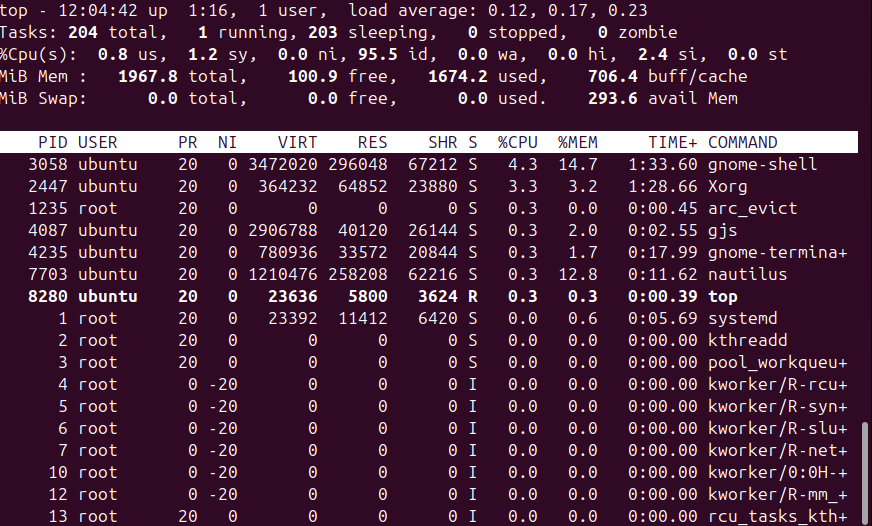 top - 12:04:42 up  1:16,  1 user,  load average: 0.12, 0.17, 0.23
Tasks: 204 total,   1 running, 203 sleeping,   0 stopped,   0 zombie
%Cpu(s):  0.8 us,  1.2 sy,  0.0 ni, 95.5 id,  0.0 wa,  0.0 hi,  2.4 si,  0.0 st
MiB Mem :   1967.8 total,    100.9 free,   1674.2 used,    706.4 buff/cache
MiB Swap:      0.0 total,      0.0 free,      0.0 used.    293.6 avail Mem
PID USER      PR  NI    VIRT    RES    SHR S  %CPU  %MEM     TIME+ COMMAND
3058 ubuntu    20   0 3472020 296048  67212 S   4.3  14.7   1:33.60 gnome-shell
2447 ubuntu    20   0  364232  64852  23880 S   3.3   3.2   1:28.66 Xorg
1235 root      20   0       0      0      0 S   0.3   0.0   0:00.45 arc_evict
4087 ubuntu    20   0 2906788  40120  26144 S   0.3   2.0   0:02.55 gjs
4235 ubuntu    20   0  780936  33572  20844 S   0.3   1.7   0:17.99 gnome-termina+
7703 ubuntu    20   0 1210476 258208  62216 S   0.3  12.8   0:11.62 nautilus
8280 ubuntu    20   0   23636   5800   3624 R   0.3   0.3   0:00.39 top
1 root      20   0   23392  11412   6420 S   0.0   0.6   0:05.69 systemd
2 root      20   0       0      0      0 S   0.0   0.0   0:00.00 kthreadd
3 root      20   0       0      0      0 S   0.0   0.0   0:00.00 pool_workqueu+
4 root       0 -20       0      0      0 I   0.0   0.0   0:00.00 kworker/R-rcu+
5 root       0 -20       0      0      0 I   0.0   0.0   0:00.00 kworker/R-syn+
6 root       0 -20       0      0      0 I   0.0   0.0   0:00.00 kworker/R-slu+
7 root       0 -20       0      0      0 I   0.0   0.0   0:00.00 kworker/R-net+
10 root       0 -20       0      0      0 I   0.0   0.0   0:00.00 kworker/0:0H-+
12 root       0 -20       0      0      0 I   0.0   0.0   0:00.00 kworker/R-mm_+
13 root      20   0       0      0      0 I   0.0   0.0   0:00.00 rcu_tasks_kth+